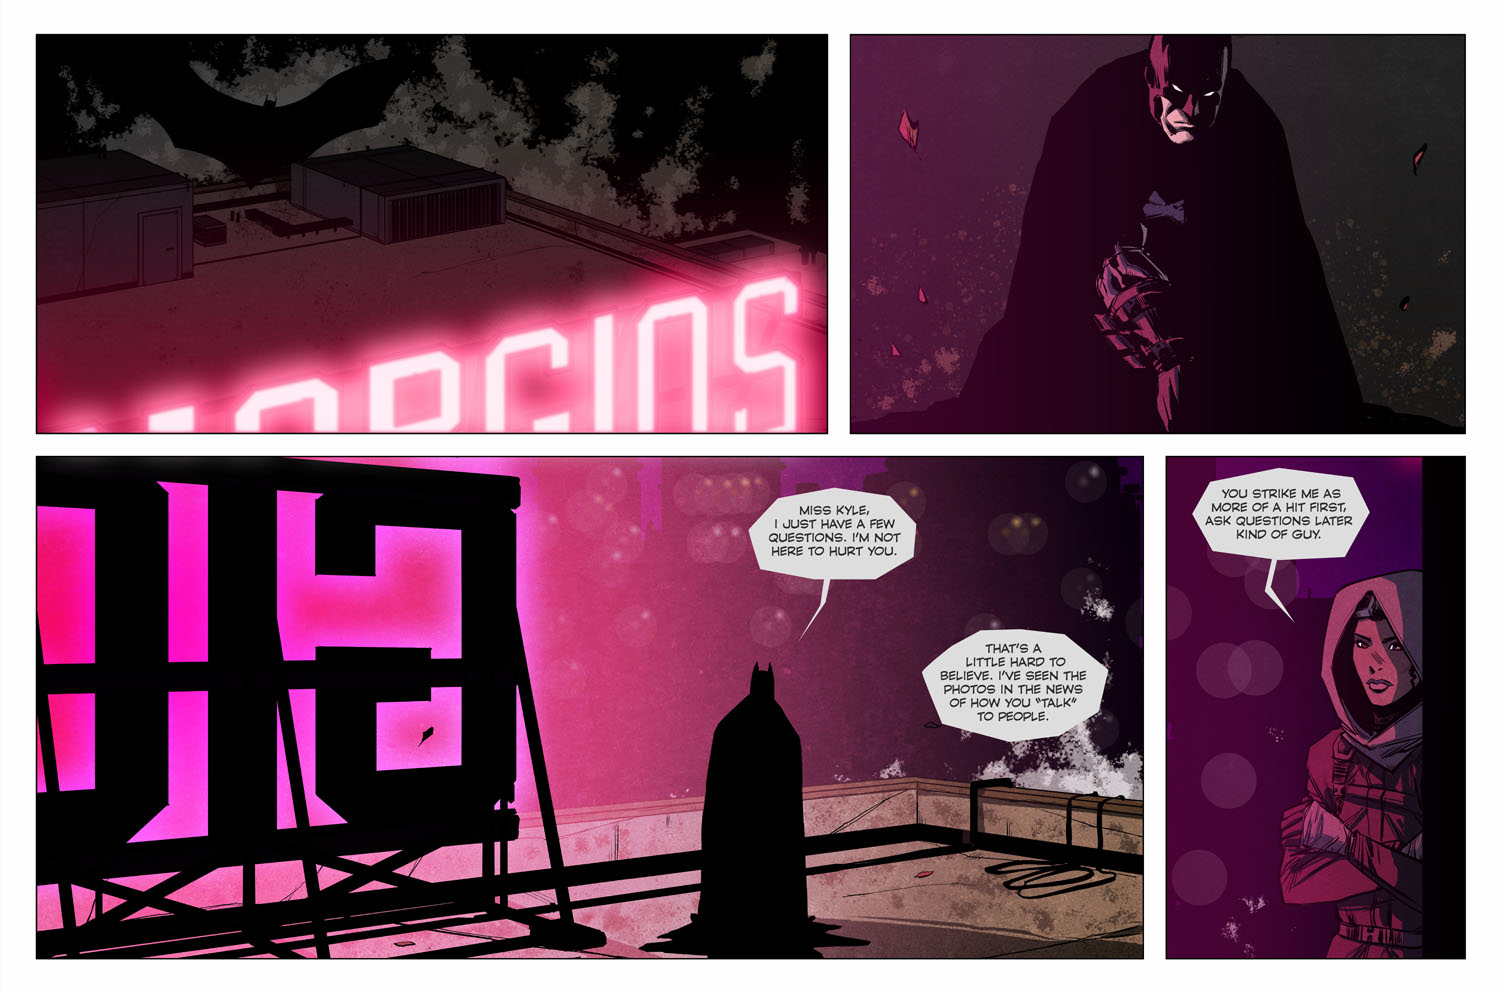 ORGIOS
MISS KYLE,
I JUST HAVE A FEW
QUESTIONS. I'M NOT
HERE TO HURT YOU.
THAT'S A
LITTLE HARD TO
BELIEVE. I'VE SEEN THE
PHOTOS IN THE NEWS
OF HOW YOU "TALK"
TO PEOPLE.
YOU STRIKE ME AS
MORE OF A HIT FIRST,
ASK QUESTIONS LATER
KIND OF GUY.